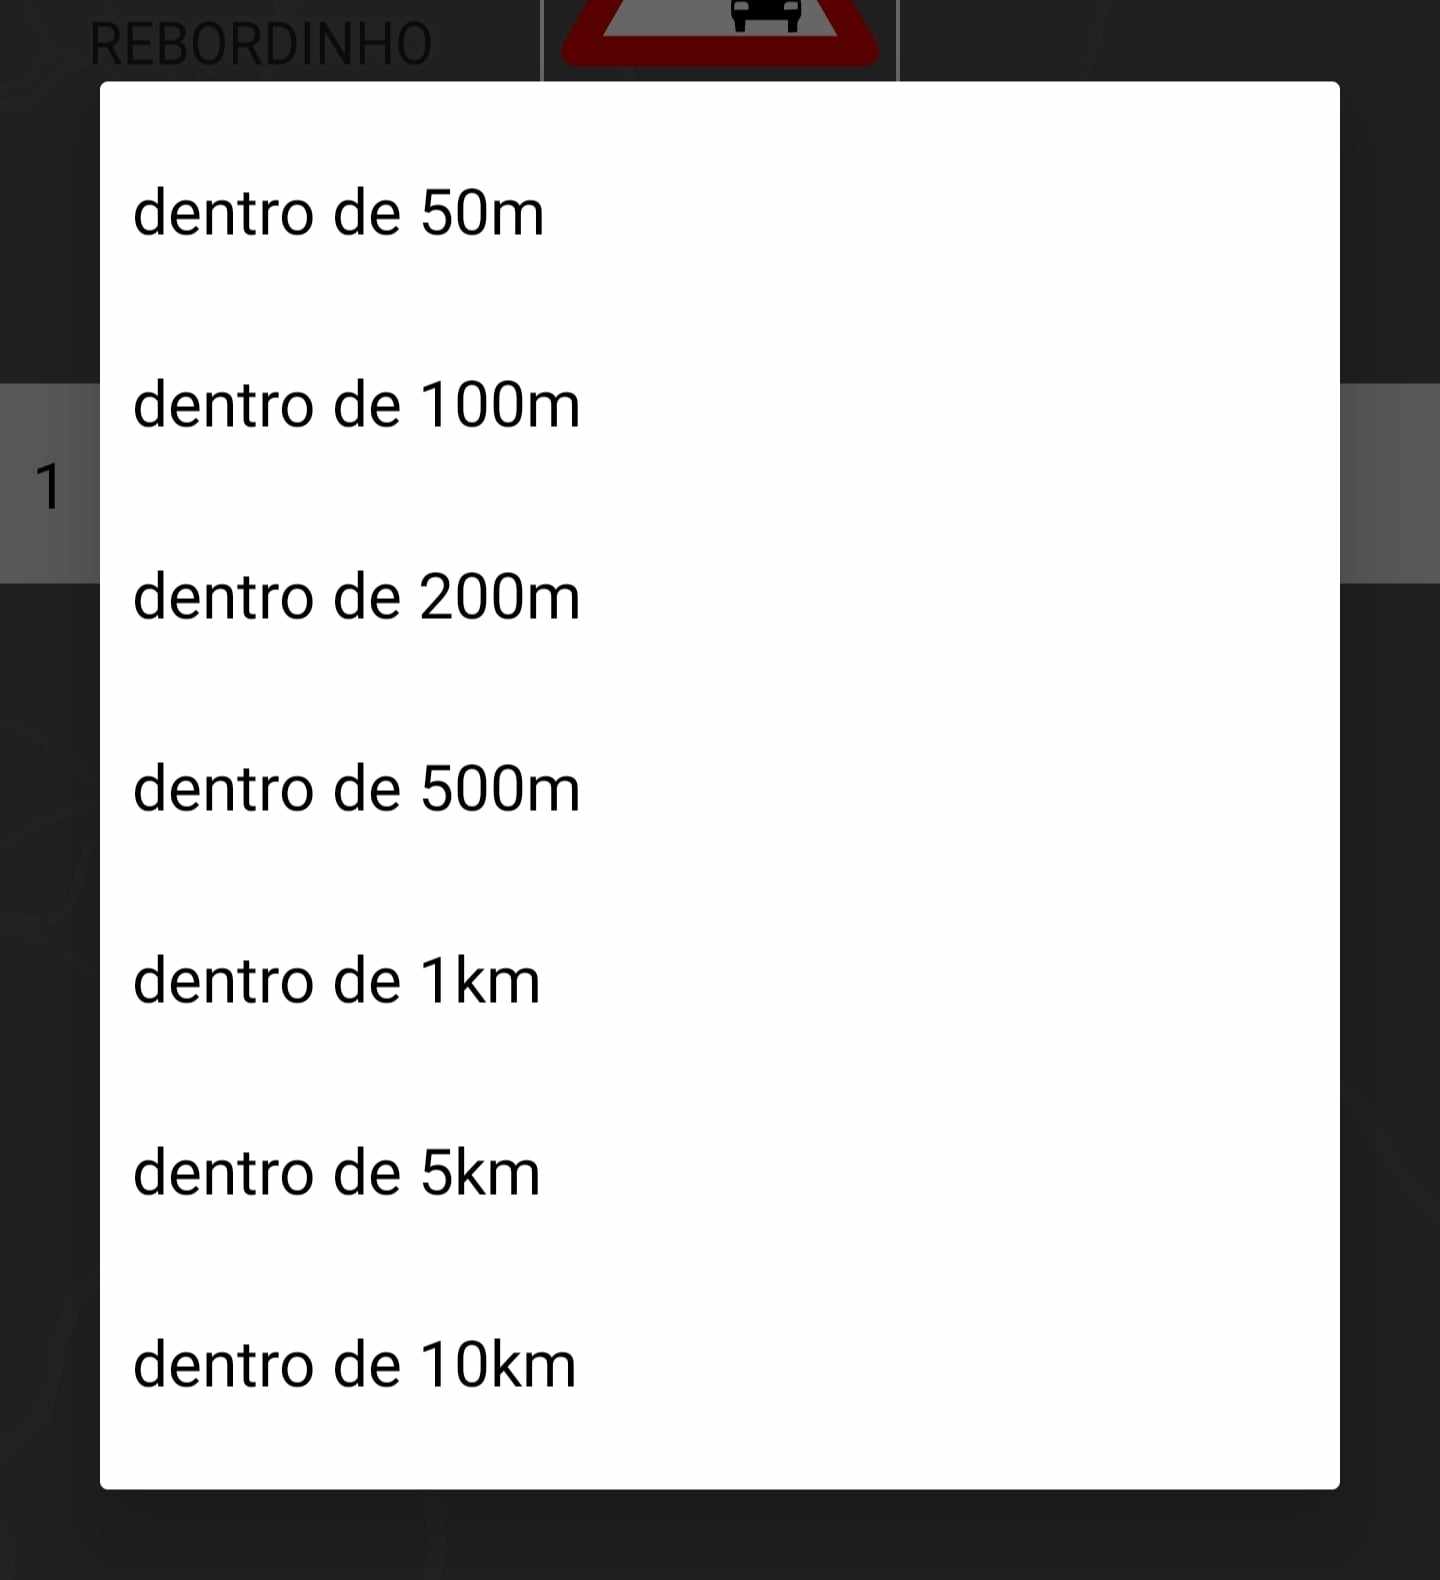 REBORDINHO
dentro de 50m
dentro de 100m
1
dentro de 200m
dentro de 500m
dentro de 1km
dentro de 5km
dentro de 10km